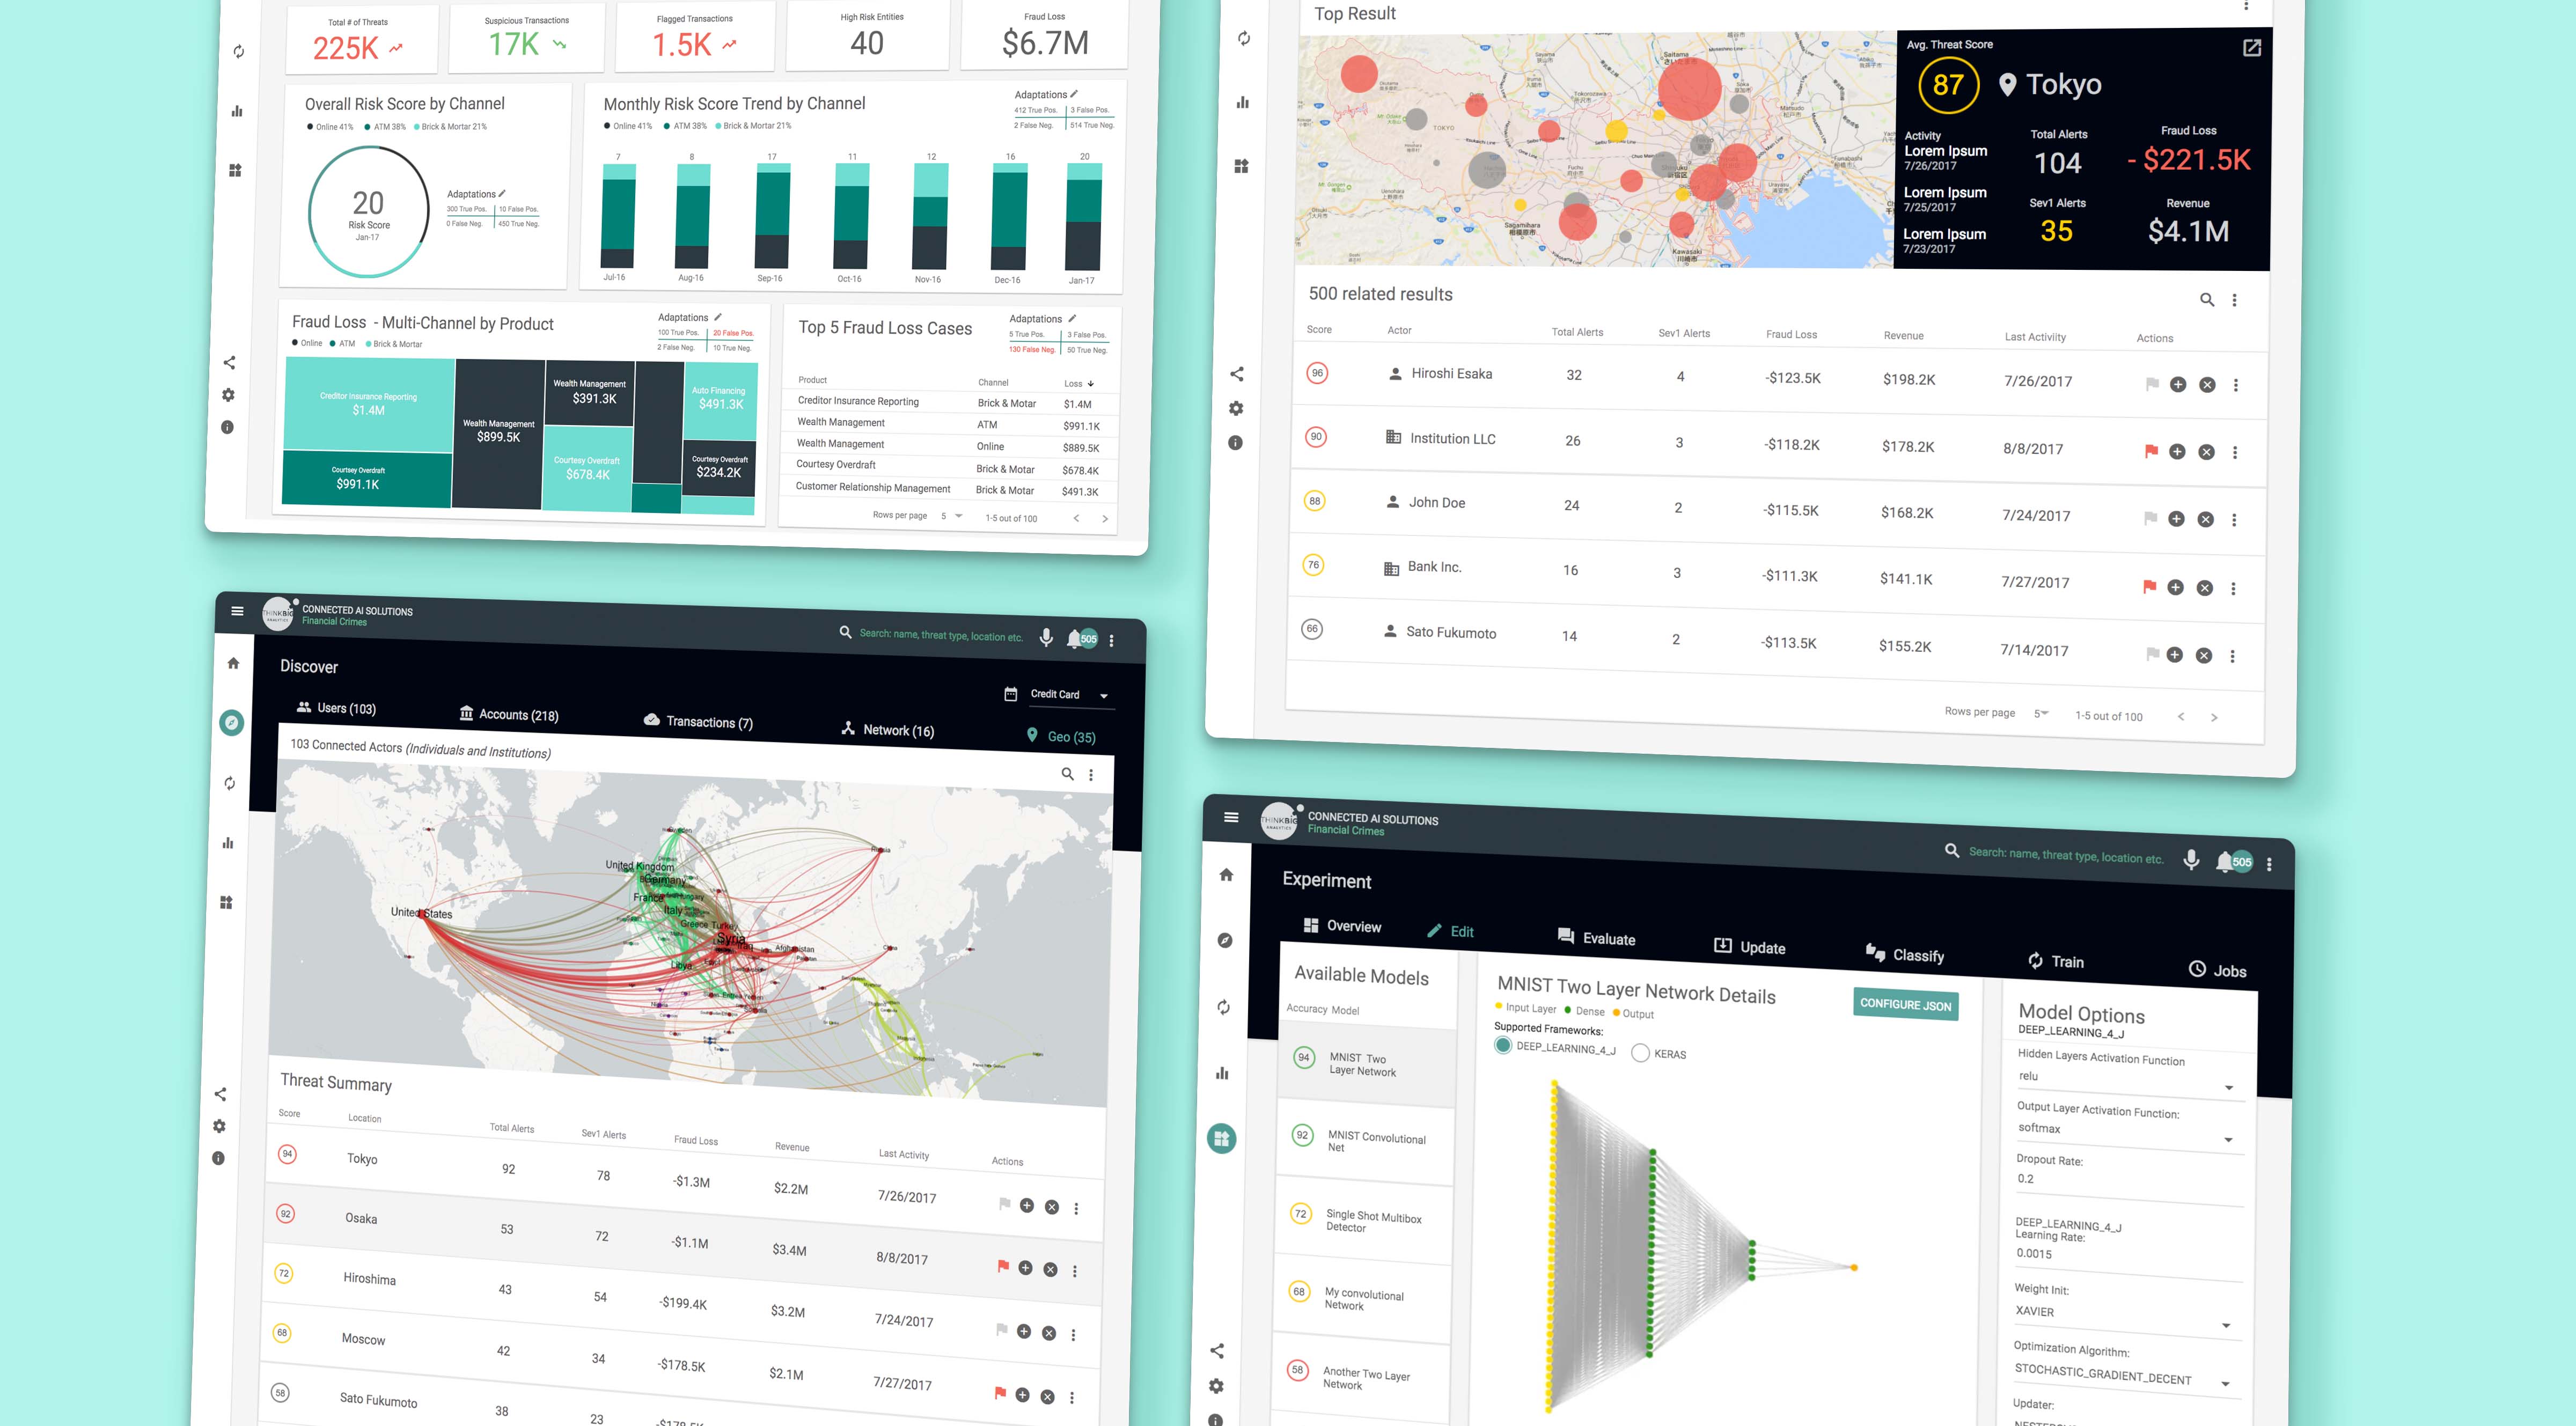 Total # of Threats
225K
Suspicious Transactions
17K
Flagged Transactions
1.5K
High Risk Entities
40
Fraud Loss
$6.7M
Overall Risk Score by Channel
Online 41% ATM 38% Brick & Mortar 21%
20
Risk Score
Jan-17
Adaptations
300 True Pos. 10 False Pos.
0 False Neg. 450 True Neg.
Monthly Risk Score Trend by Channel
Online 41% ATM 38% Brick & Mortar 21%
Adaptations
412 True Pos. 3 False Pos.
2 False Neg. 514 True Neg.
7 8 17 11 12 16 20
Jul-16 Aug-16 Sep-16 Oct-16 Nov-16 Dec-16 Jan-17
Fraud Loss - Multi-Channel by Product
Online ATM Brick & Mortar
Adaptations
100 True Pos. 20 False Pos.
2 False Neg. 10 True Neg.
Creditor Insurance Reporting
$1.4M
Courtsey Overdraft
$991.1K
Wealth Management
$899.5K
Wealth Management
$391.3K
Courtesy Overdraft
$678.4K
Auto Financing
$491.3K
Courtesy Overdraft
$234.2K
Top 5 Fraud Loss Cases
Adaptations
5 True Pos. 3 False Pos.
130 False Neg. 50 True Neg.
Product Channel Loss
Creditor Insurance Reporting Brick & Motar $1.4M
Wealth Management ATM $991.1K
Wealth Management Online $889.5K
Courtesy Overdraft Brick & Motar $678.4K
Customer Relationship Management Brick & Motar $491.3K
Rows per page 5 1-5 out of 100
Top Result
Saitama
さいたま市
TOKYO
Sagamihara
相模原市
Kawasaki
川崎市
Avg. Threat Score
87 Tokyo
Activity
Lorem Ipsum
7/26/2017
Lorem Ipsum
7/25/2017
Lorem Ipsum
7/23/2017
Total Alerts
104
Sev1 Alerts
35
Fraud Loss
- $221.5K
Revenue
$4.1M
500 related results
Score Actor Total Alerts Sev1 Alerts Fraud Loss Revenue Last Activiity Actions
96 Hiroshi Esaka 32 4 -$123.5K $198.2K 7/26/2017
90 Institution LLC 26 3 -$118.2K $178.2K 8/8/2017
88 John Doe 24 2 -$115.5K $168.2K 7/24/2017
76 Bank Inc. 16 3 -$111.3K $141.1K 7/27/2017
66 Sato Fukumoto 14 2 -$113.5K $155.2K 7/14/2017
Rows per page 5 1-5 out of 100
THINKBIG
ANALYTICS
CONNECTED AI SOLUTIONS
Financial Crimes
Search: name, threat type, location etc.
505
Discover
Credit Card
Users (103) Accounts (218) Transactions (7) Network (16) Geo (35)
103 Connected Actors (Individuals and Institutions)
United Kingdom
Germany
France
Italy
Greece Turkey
Russia
United States
Syria
Iran
Afghanistan
China
Libya
Egypt
Threat Summary
Score Location Total Alerts Sev1 Alerts Fraud Loss Revenue Last Activity Actions
94 Tokyo 92 78 -$1.3M $2.2M 7/26/2017
92 Osaka 53 72 -$1.1M $3.4M 8/8/2017
72 Hiroshima 43 54 -$199.4K $3.2M 7/24/2017
68 Moscow 42 34 -$178.5K $2.1M 7/27/2017
58 Sato Fukumoto 38 23
THINKBIG
ANALYTICS
CONNECTED AI SOLUTIONS
Financial Crimes
Search: name, threat type, location etc.
505
Experiment
Overview Edit Evaluate Update Classify Train Jobs
Available Models
Accuracy Model
94 MNIST Two
Layer Network
92 MNIST Convolutional
Net
72 Single Shot Multibox
Detector
68 My convolutional
Network
58 Another Two Layer
Network
MNIST Two Layer Network Details
CONFIGURE JSON
Input Layer Dense Output
Supported Frameworks:
DEEP_LEARNING_4_J KERAS
Model Options
DEEP_LEARNING_4_J
Hidden Layers Activation Function
relu
Output Layer Activation Function:
softmax
Dropout Rate:
0.2
DEEP_LEARNING_4_J
Learning Rate:
0.0015
Weight Init:
XAVIER
Optimization Algorithm:
STOCHASTIC_GRADIENT_DECENT
Updater: